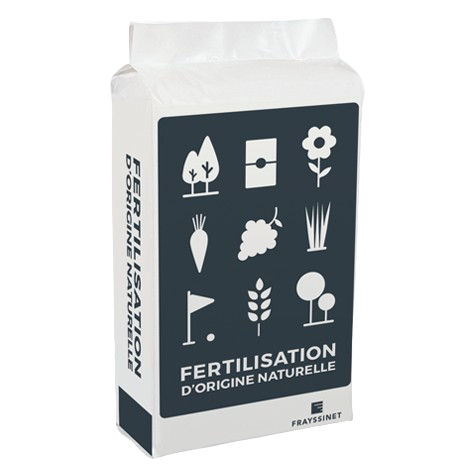 FERTILISATION
D'ORIGINE NATURELLE
FERTILISATION
D'ORIGINE NATURELLE
FRAYSSINET